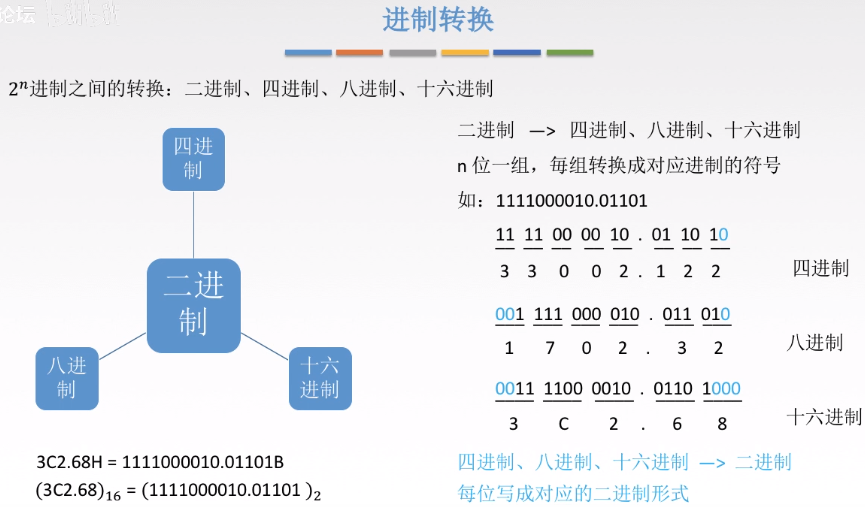 论坛
进制转换
2ⁿ进制之间的转换：二进制、四进制、八进制、十六进制
四进
制
二进
制
八进
制
十六
进制
3C2.68H = 1111000010.01101B
(3C2.68)₁₆ = (1111000010.01101 )₂
二进制 —> 四进制、八进制、十六进制
n 位一组，每组转换成对应进制的符号
如：1111000010.01101
11 11 00 00 10 . 01 10 10
3 3 0 0 2 . 1 2 2 四进制
001 111 000 010 . 011 010
1 7 0 2 . 3 2 八进制
0011 1100 0010 . 0110 1000
3 C 2 . 6 8 十六进制
四进制、八进制、十六进制 —> 二进制
每位写成对应的二进制形式